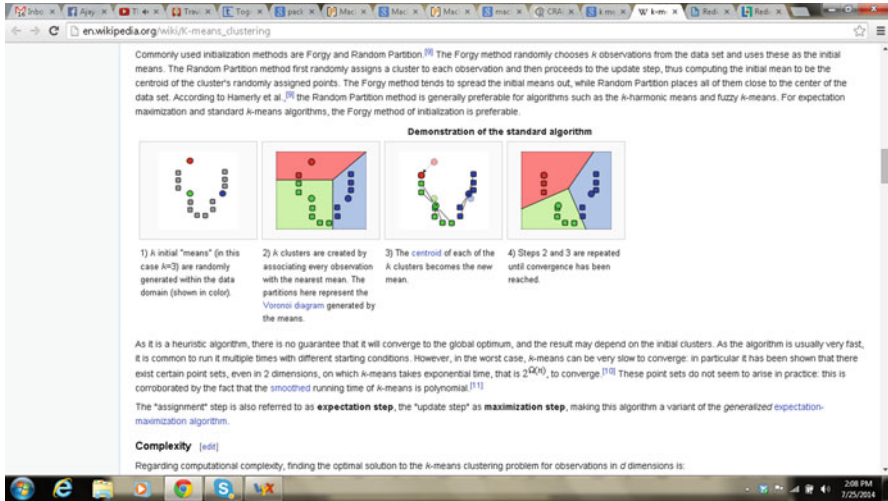 Inbo
Ajay
Trav
Tog
pack
Mac
Mac
Mac
mac
CRA
k me
k-m
Redi
Redi
en.wikipedia.org/wiki/K-means_clustering
Commonly used initialization methods are Forgy and Random Partition.[9] The Forgy method randomly chooses k observations from the data set and uses these as the initial
means. The Random Partition method first randomly assigns a cluster to each observation and then proceeds to the update step, thus computing the initial mean to be the
centroid of the cluster's randomly assigned points. The Forgy method tends to spread the initial means out, while Random Partition places all of them close to the center of the
data set. According to Hamerly et al.,[9] the Random Partition method is generally preferable for algorithms such as the k-harmonic means and fuzzy k-means. For expectation
maximization and standard k-means algorithms, the Forgy method of initialization is preferable.
Demonstration of the standard algorithm
1) k initial "means" (in this
case k=3) are randomly
generated within the data
domain (shown in color).
2) k clusters are created by
associating every observation
with the nearest mean. The
partitions here represent the
Voronoi diagram generated by
the means.
3) The centroid of each of the
k clusters becomes the new
mean.
4) Steps 2 and 3 are repeated
until convergence has been
reached.
As it is a heuristic algorithm, there is no guarantee that it will converge to the global optimum, and the result may depend on the initial clusters. As the algorithm is usually very fast,
it is common to run it multiple times with different starting conditions. However, in the worst case, k-means can be very slow to converge: in particular it has been shown that there
exist certain point sets, even in 2 dimensions, on which k-means takes exponential time, that is 2^Ω(n), to converge.[10] These point sets do not seem to arise in practice: this is
corroborated by the fact that the smoothed running time of k-means is polynomial.[11]
The "assignment" step is also referred to as expectation step, the "update step" as maximization step, making this algorithm a variant of the generalized expectation-
maximization algorithm.
Complexity [edit]
Regarding computational complexity, finding the optimal solution to the k-means clustering problem for observations in d dimensions is:
2:08 PM
7/25/2014